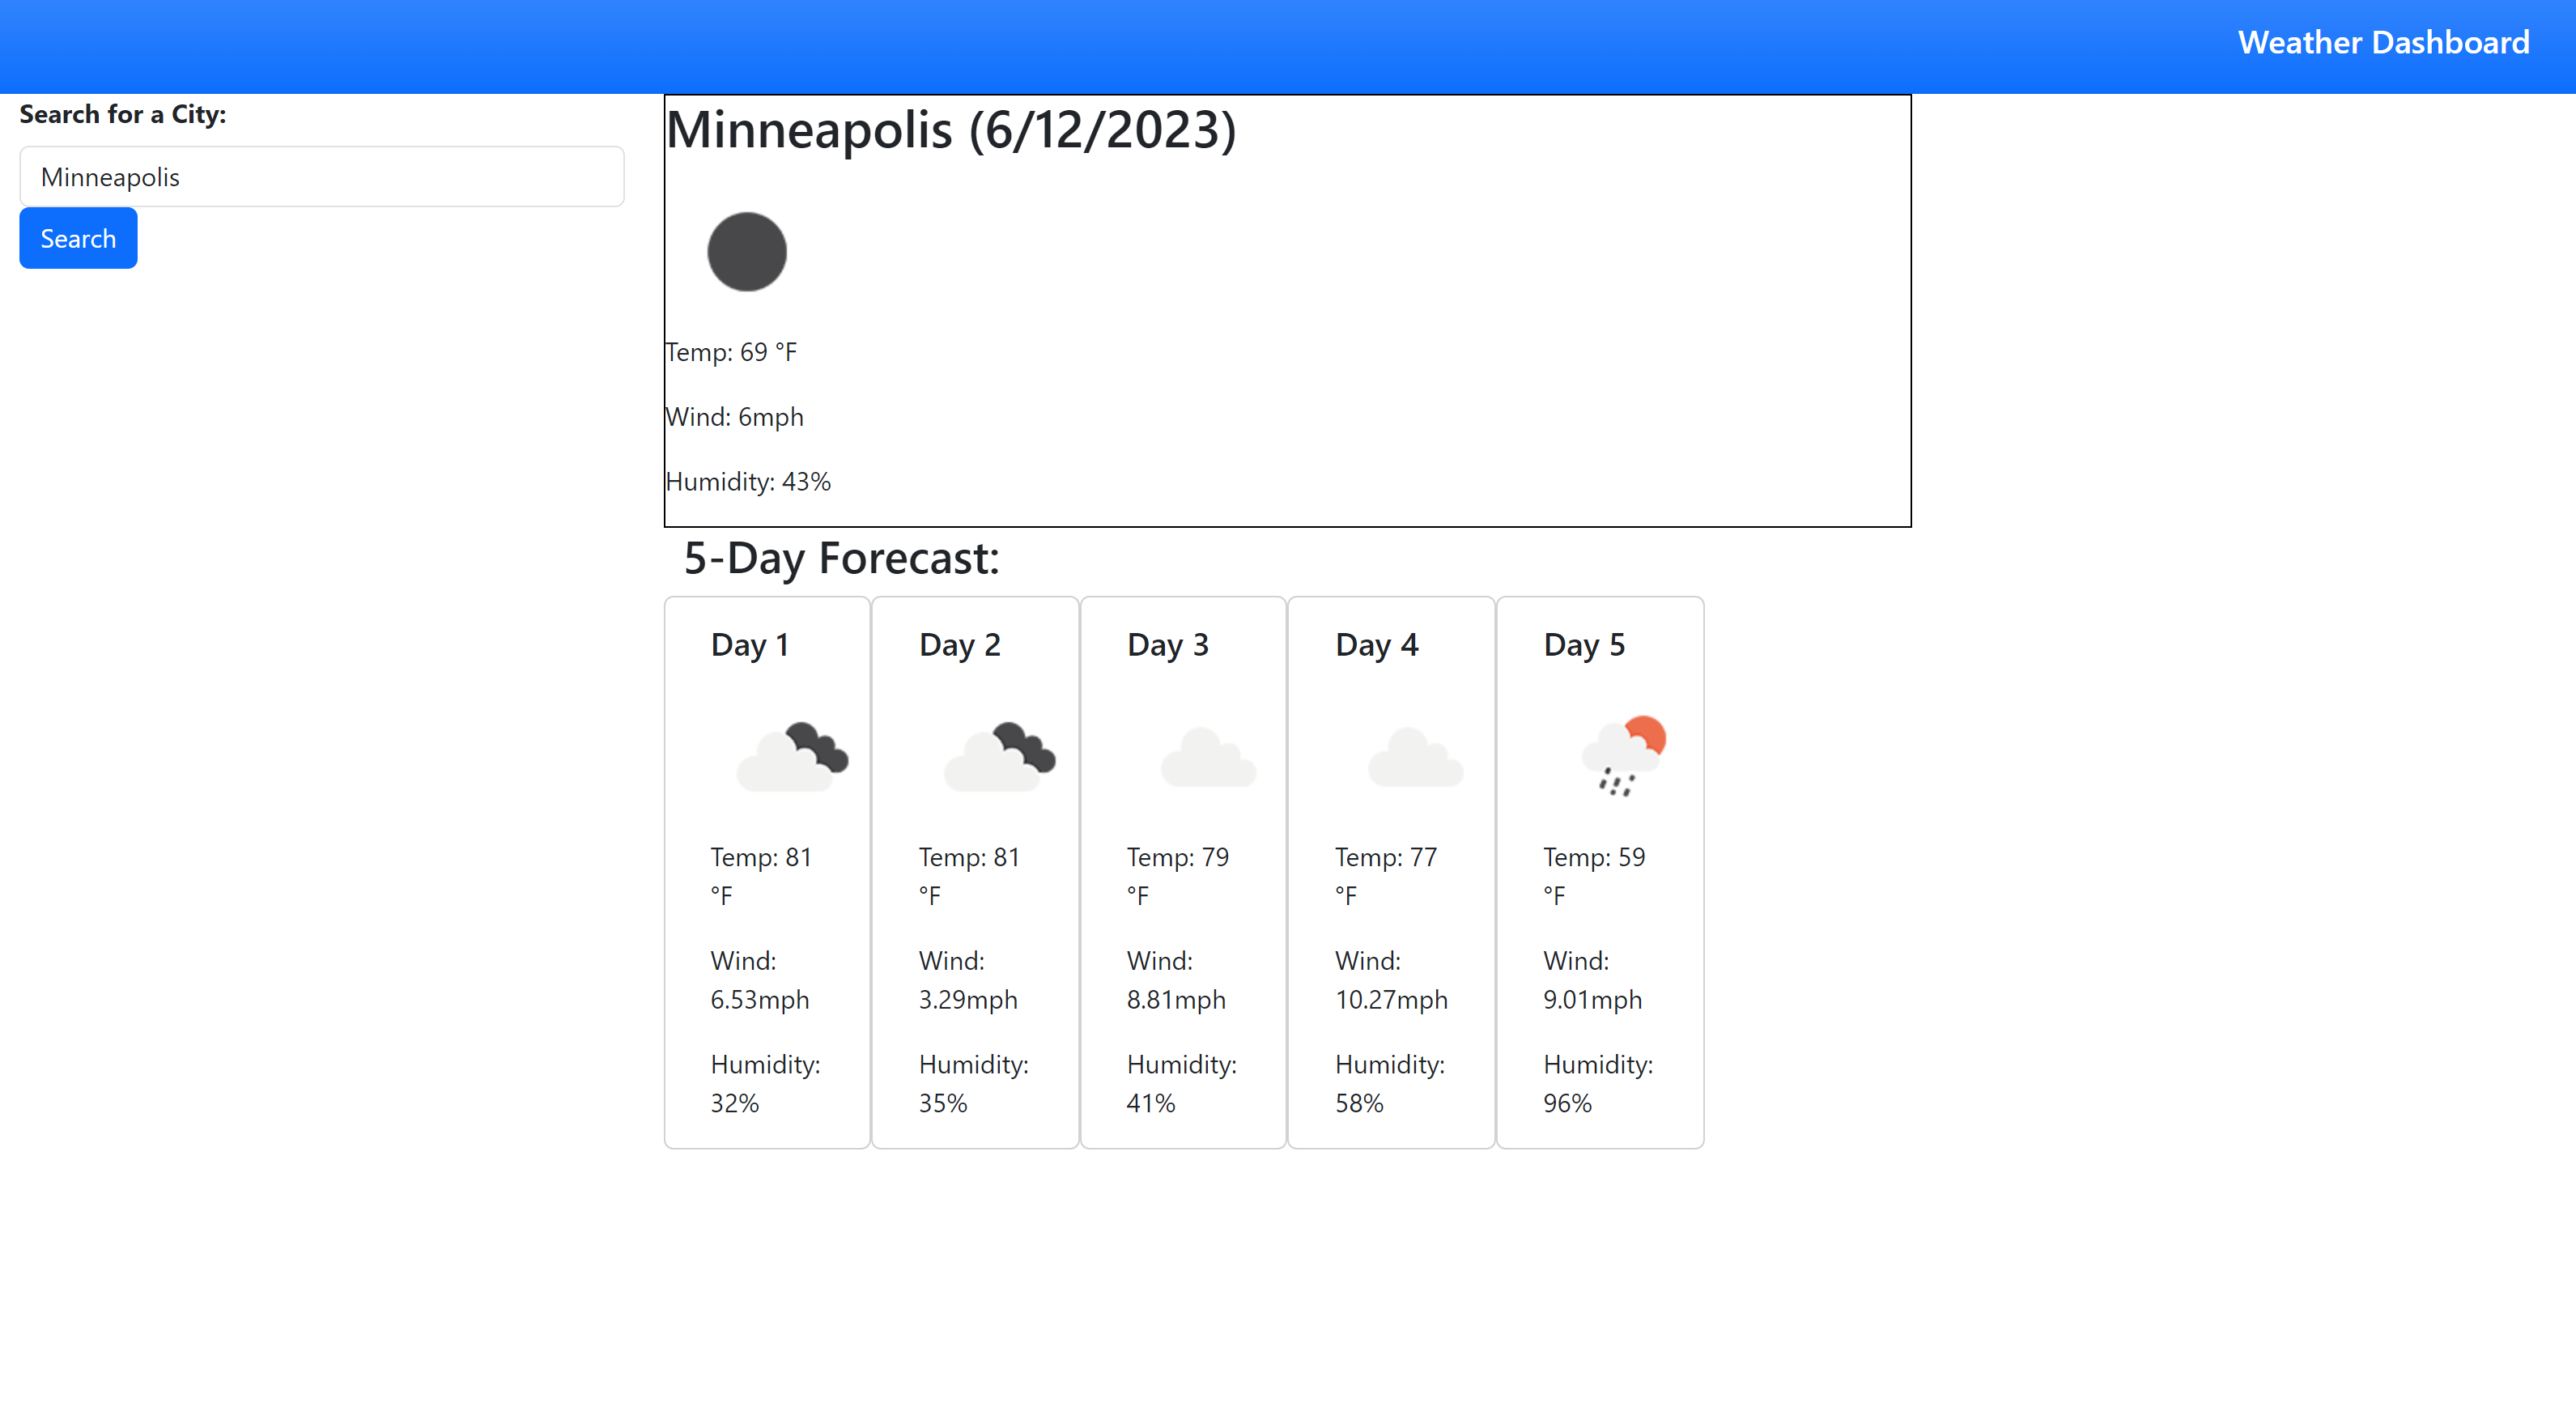 Weather Dashboard
Search for a City:
Minneapolis
Search
Minneapolis (6/12/2023)
Temp: 69 °F
Wind: 6mph
Humidity: 43%
5-Day Forecast:
Day 1
Temp: 81
°F
Wind:
6.53mph
Humidity:
32%
Day 2
Temp: 81
°F
Wind:
3.29mph
Humidity:
35%
Day 3
Temp: 79
°F
Wind:
8.81mph
Humidity:
41%
Day 4
Temp: 77
°F
Wind:
10.27mph
Humidity:
58%
Day 5
Temp: 59
°F
Wind:
9.01mph
Humidity:
96%